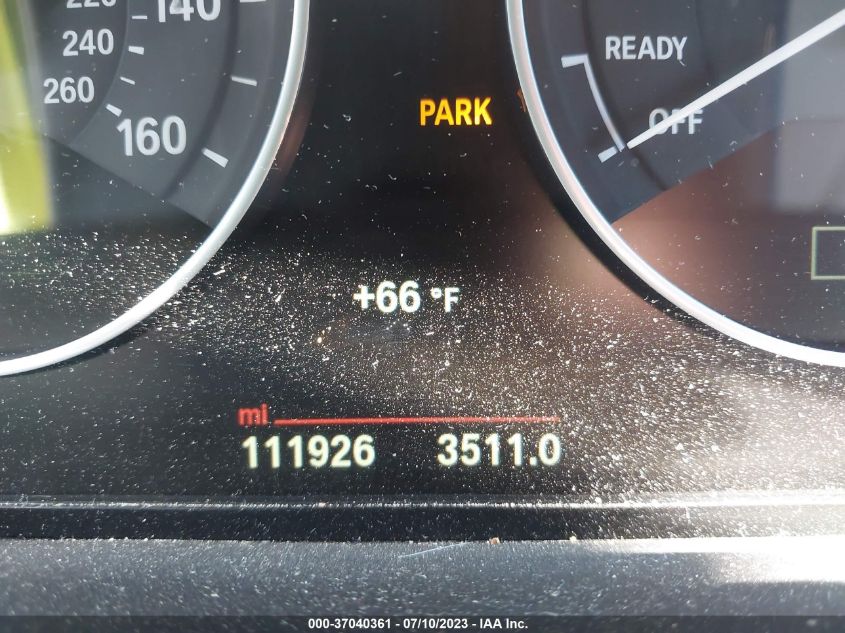 220
140
240
260
160
PARK
READY
OFF
+66 °F
mi
111926 3511.0
000-37040361 - 07/10/2023 - IAA Inc.